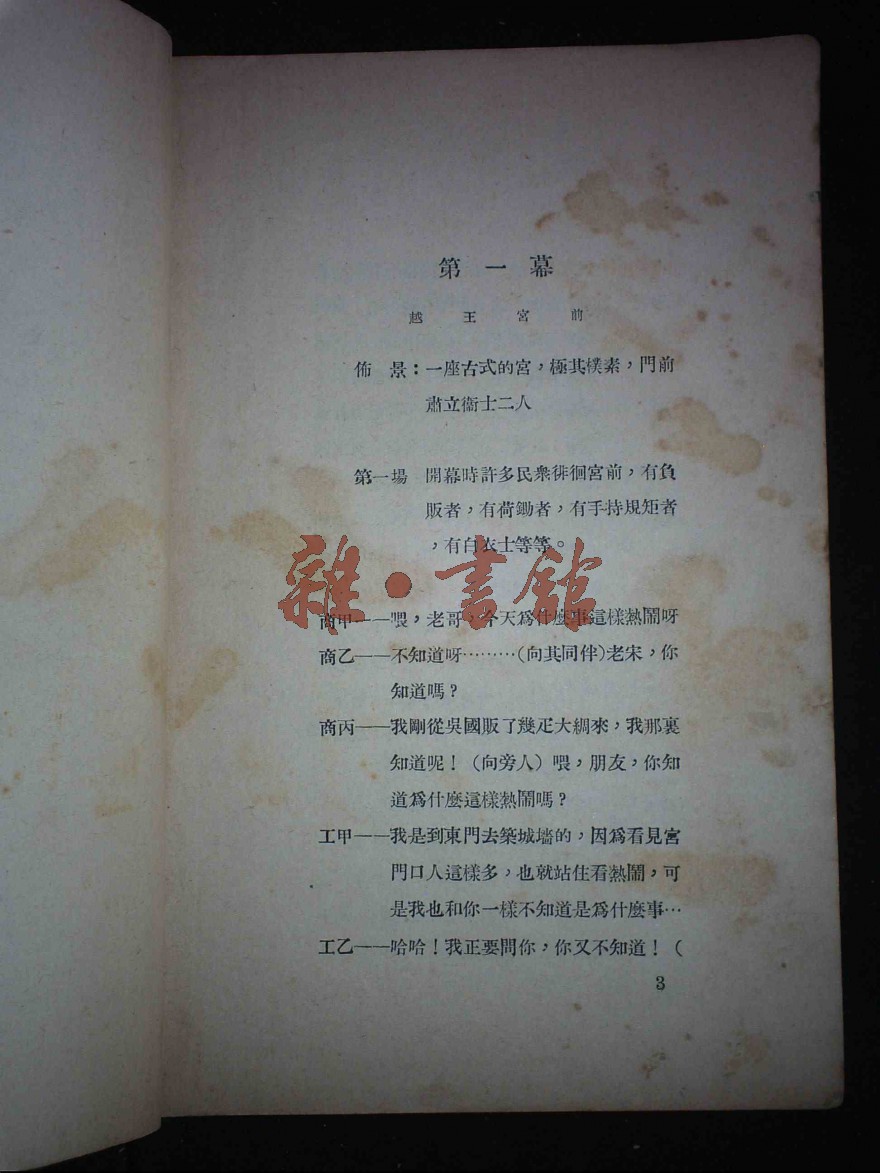 第一幕
越王宮前
佈景：一座古式的宮，極其樸素，門前
肅立衞士二人
第一場　開幕時許多民衆徘徊宮前，有負
販者，有荷鋤者，有手持規矩者
，有白衣士等等。
雜·書館
商甲——喂，老哥，今天爲什麽事這樣熱鬧呀
商乙——不知道呀………(向其同伴)老宋，你
知道嗎？
商丙——我剛從吳國販了幾疋大綢來，我那裏
知道呢！（向旁人）喂，朋友，你知
道爲什麽這樣熱鬧嗎？
工甲——我是到東門去築城墻的，因爲看見宮
門口人這樣多，也就站住看熱鬧，可
是我也和你一樣不知道是爲什麽事…
工乙——哈哈！我正要問你，你又不知道！（
3